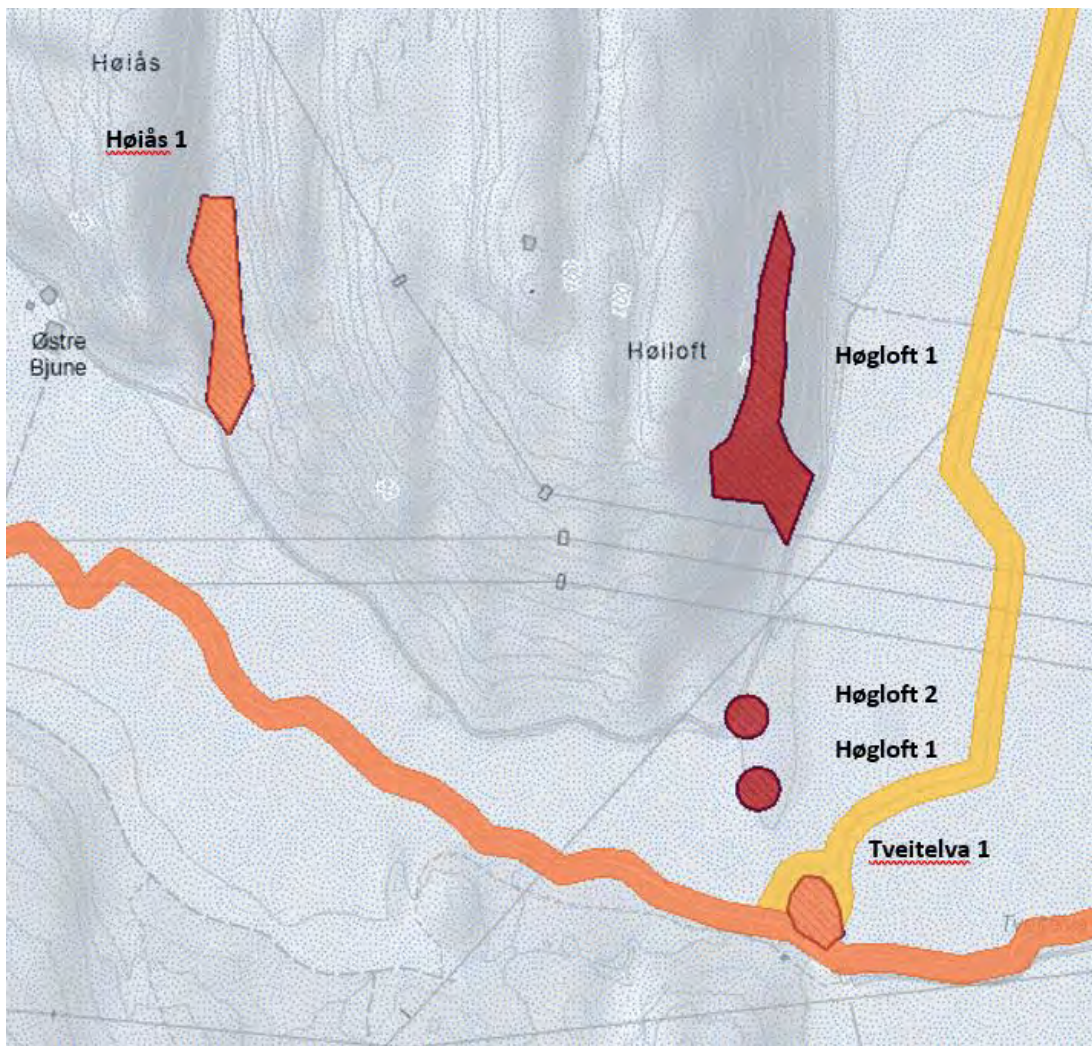 Høiås
Høiås 1
Østre
Bjune
Høiloft
Høgloft 1
Høgloft 2
Høgloft 1
Tveitelva 1